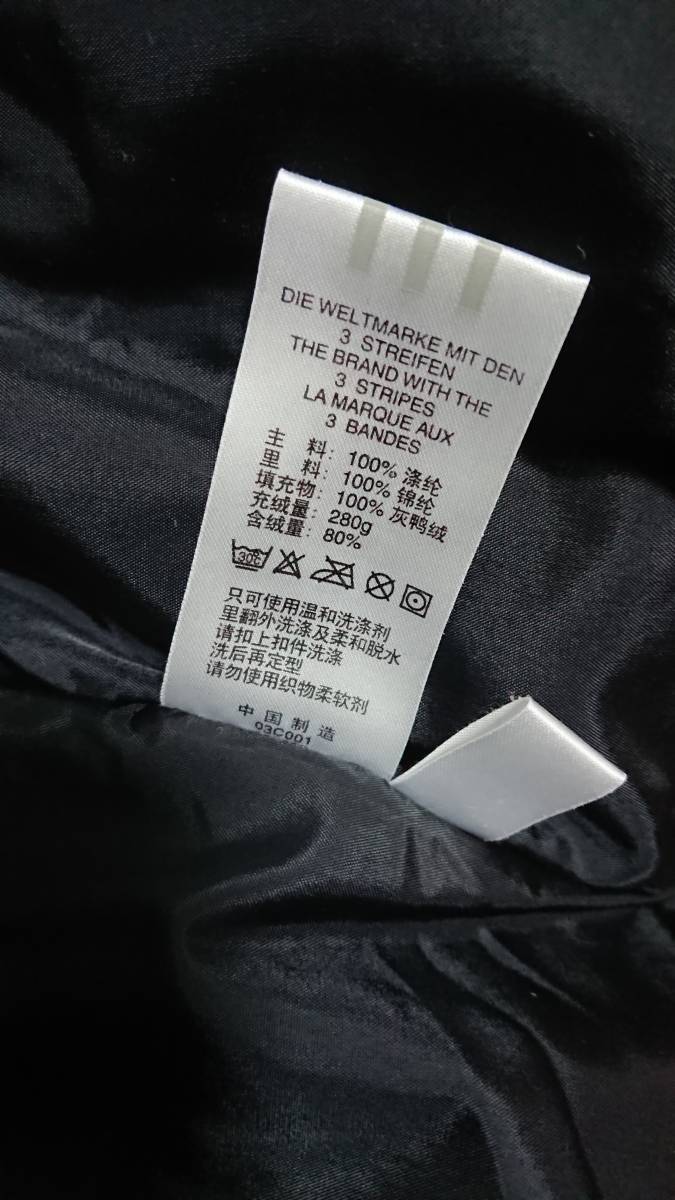 DIE WELTMARKE MIT DEN
3 STREIFEN
THE BRAND WITH THE
3 STRIPES
LA MARQUE AUX
3 BANDES
主 料: 100% 涤纶
里 料: 100% 锦纶
填充物: 100% 灰鸭绒
充绒量: 280g
含绒量: 80%
30C
只可使用温和洗涤剂
里翻外洗涤及柔和脱水
请扣上扣件洗涤
洗后再定型
请勿使用织物柔软剂
中国制造
03C001